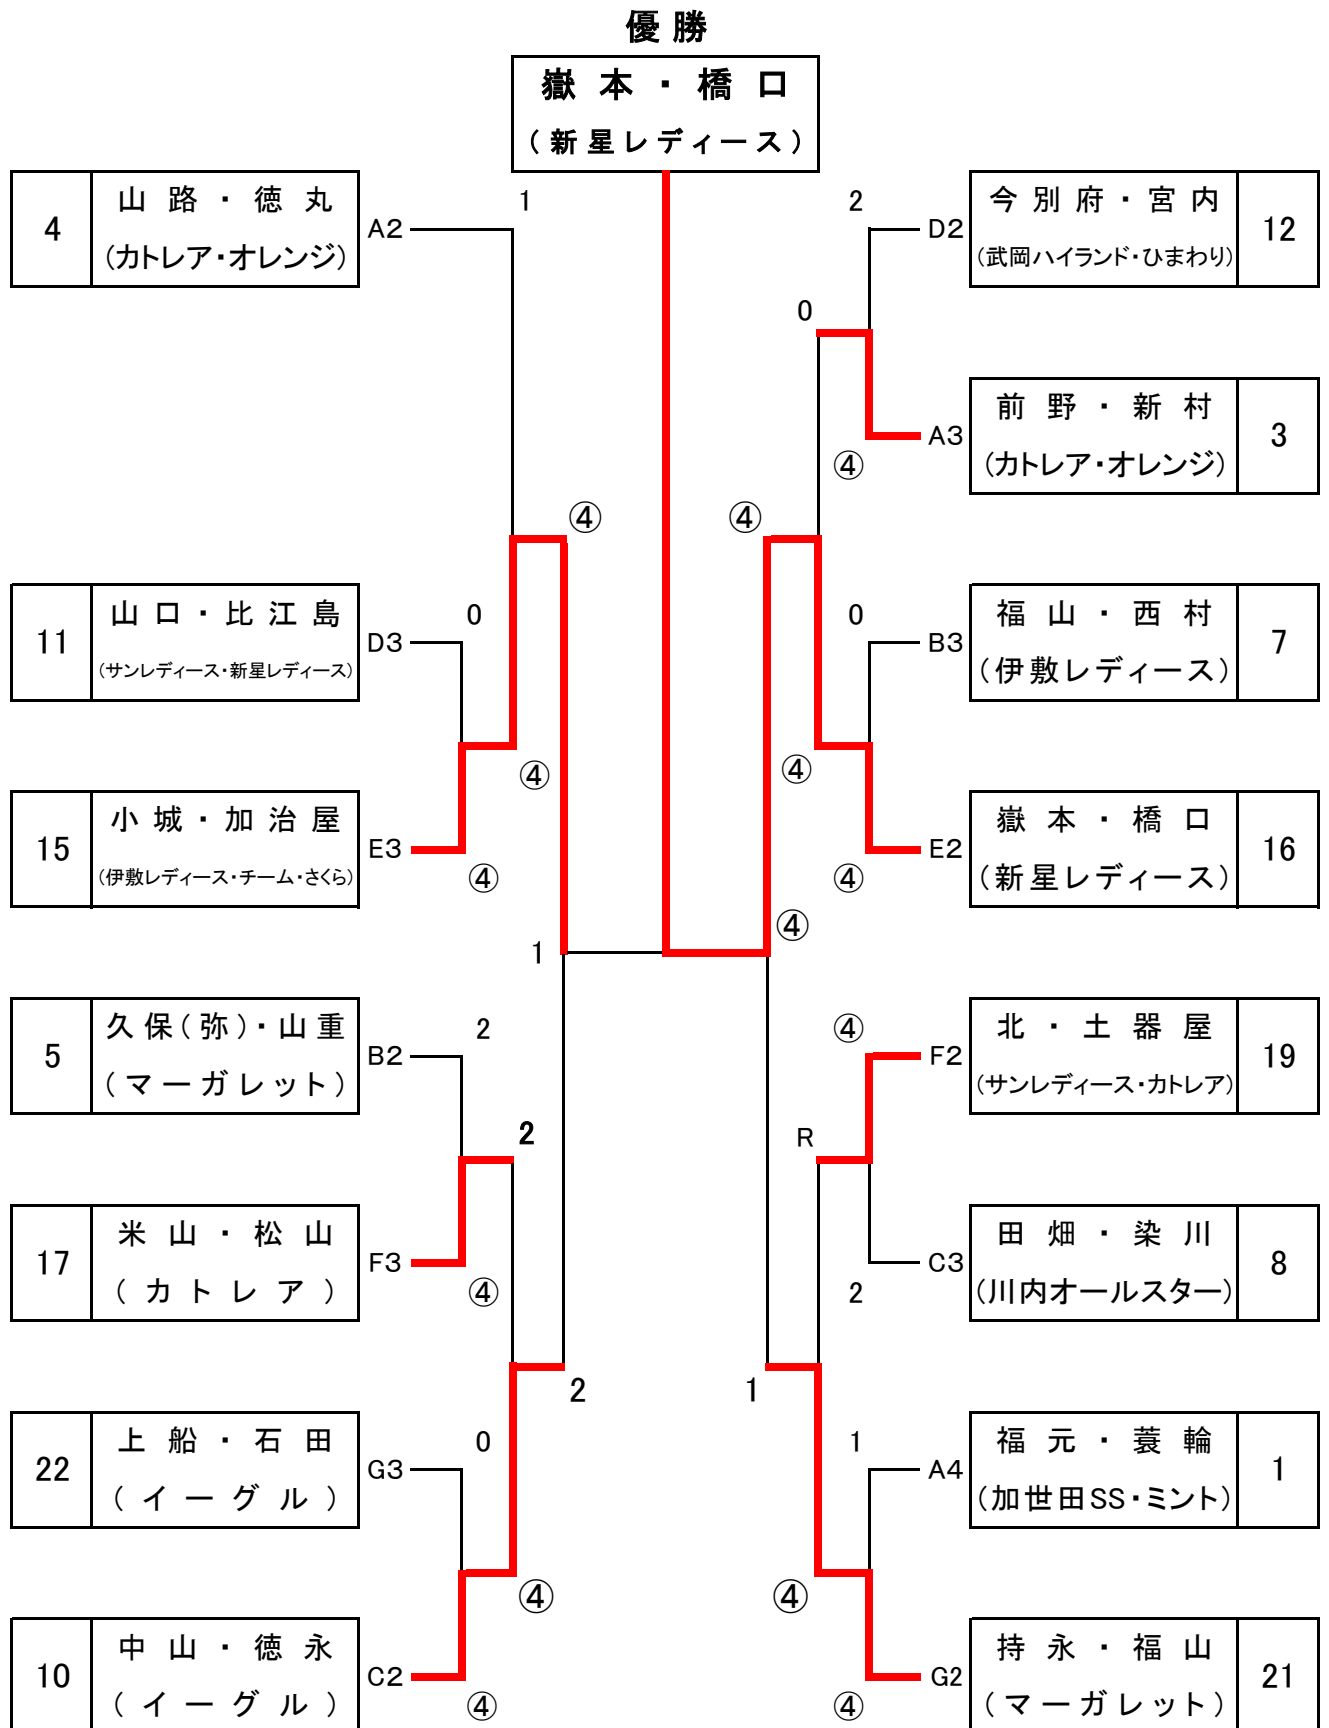 優勝
嶽本・橋口
(新星レディース)
4
山路・徳丸
(カトレア・オレンジ)
A2
1
11
山口・比江島
(サンレディース・新星レディース)
D3
0
④
④
15
小城・加治屋
(伊敷レディース・チーム・さくら)
E3
④
1
5
久保(弥)・山重
(マーガレット)
B2
2
2
17
米山・松山
(カトレア)
F3
④
2
22
上船・石田
(イーグル)
G3
0
④
10
中山・徳永
(イーグル)
C2
④
2
D2
今別府・宮内
(武岡ハイランド・ひまわり)
12
0
A3
前野・新村
(カトレア・オレンジ)
3
④
④
0
B3
福山・西村
(伊敷レディース)
7
④
E2
嶽本・橋口
(新星レディース)
16
④
④
④
F2
北・土器屋
(サンレディース・カトレア)
19
R
C3
田畑・染川
(川内オールスター)
8
2
1
1
A4
福元・蓑輪
(加世田SS・ミント)
1
④
G2
持永・福山
(マーガレット)
21
④